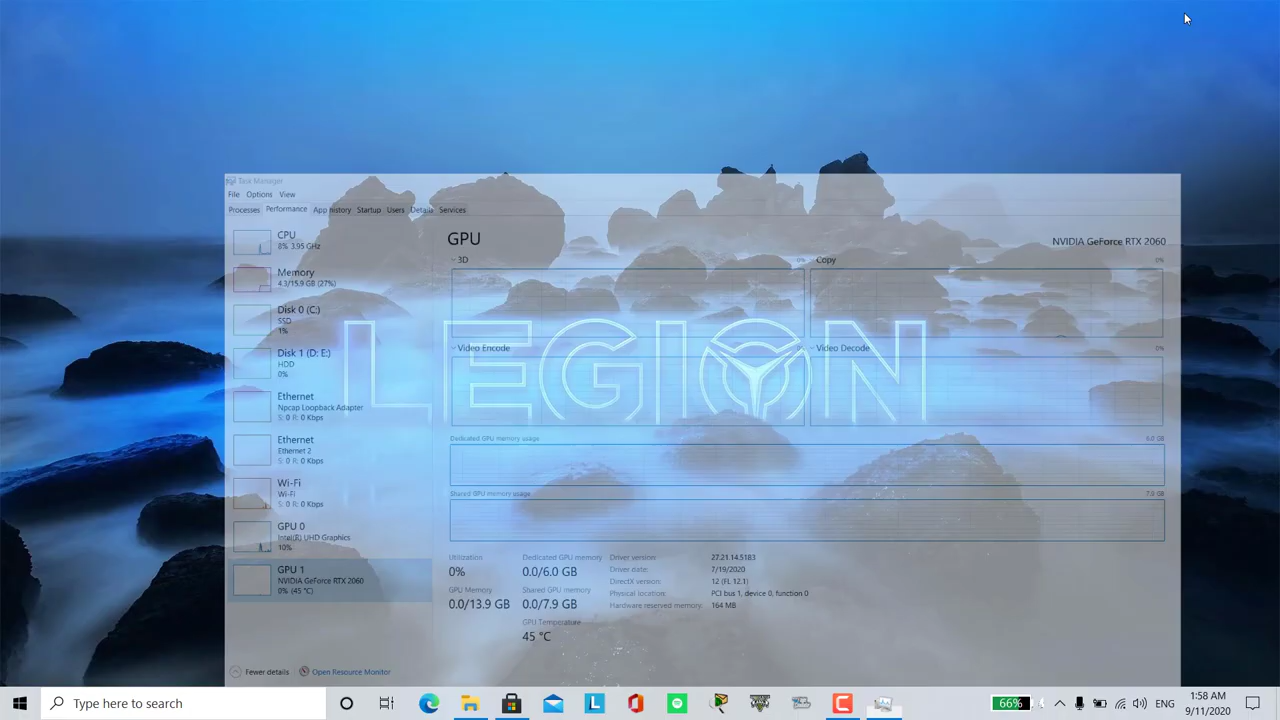 Task Manager
File Options View
Processes Performance App history Startup Users Details Services
CPU
8% 3.95 GHz
Memory
4.3/15.9 GB (27%)
Disk 0 (C:)
SSD
1%
Disk 1 (D: E:)
HDD
0%
Ethernet
Npcap Loopback Adapter
S: 0 R: 0 Kbps
Ethernet
Ethernet 2
S: 0 R: 0 Kbps
Wi-Fi
Wi-Fi
S: 0 R: 0 Kbps
GPU 0
Intel(R) UHD Graphics
10%
GPU 1
NVIDIA GeForce RTX 2060
0% (45 °C)
GPU
NVIDIA GeForce RTX 2060
3D 0% Copy 0%
Video Encode 0% Video Decode 0%
LEGION
Dedicated GPU memory usage 6.0 GB
Shared GPU memory usage 7.9 GB
Utilization
0%
GPU Memory
0.0/13.9 GB
Dedicated GPU memory
0.0/6.0 GB
Shared GPU memory
0.0/7.9 GB
GPU Temperature
45 °C
Driver version: 27.21.14.5183
Driver date: 7/19/2020
DirectX version: 12 (FL 12.1)
Physical location: PCI bus 1, device 0, function 0
Hardware reserved memory: 164 MB
Fewer details Open Resource Monitor
Type here to search
L
66%
ENG
1:58 AM
9/11/2020